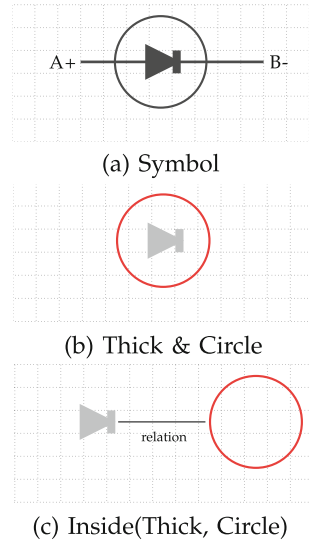 A+ B-
(a) Symbol
(b) Thick & Circle
relation
(c) Inside(Thick, Circle)